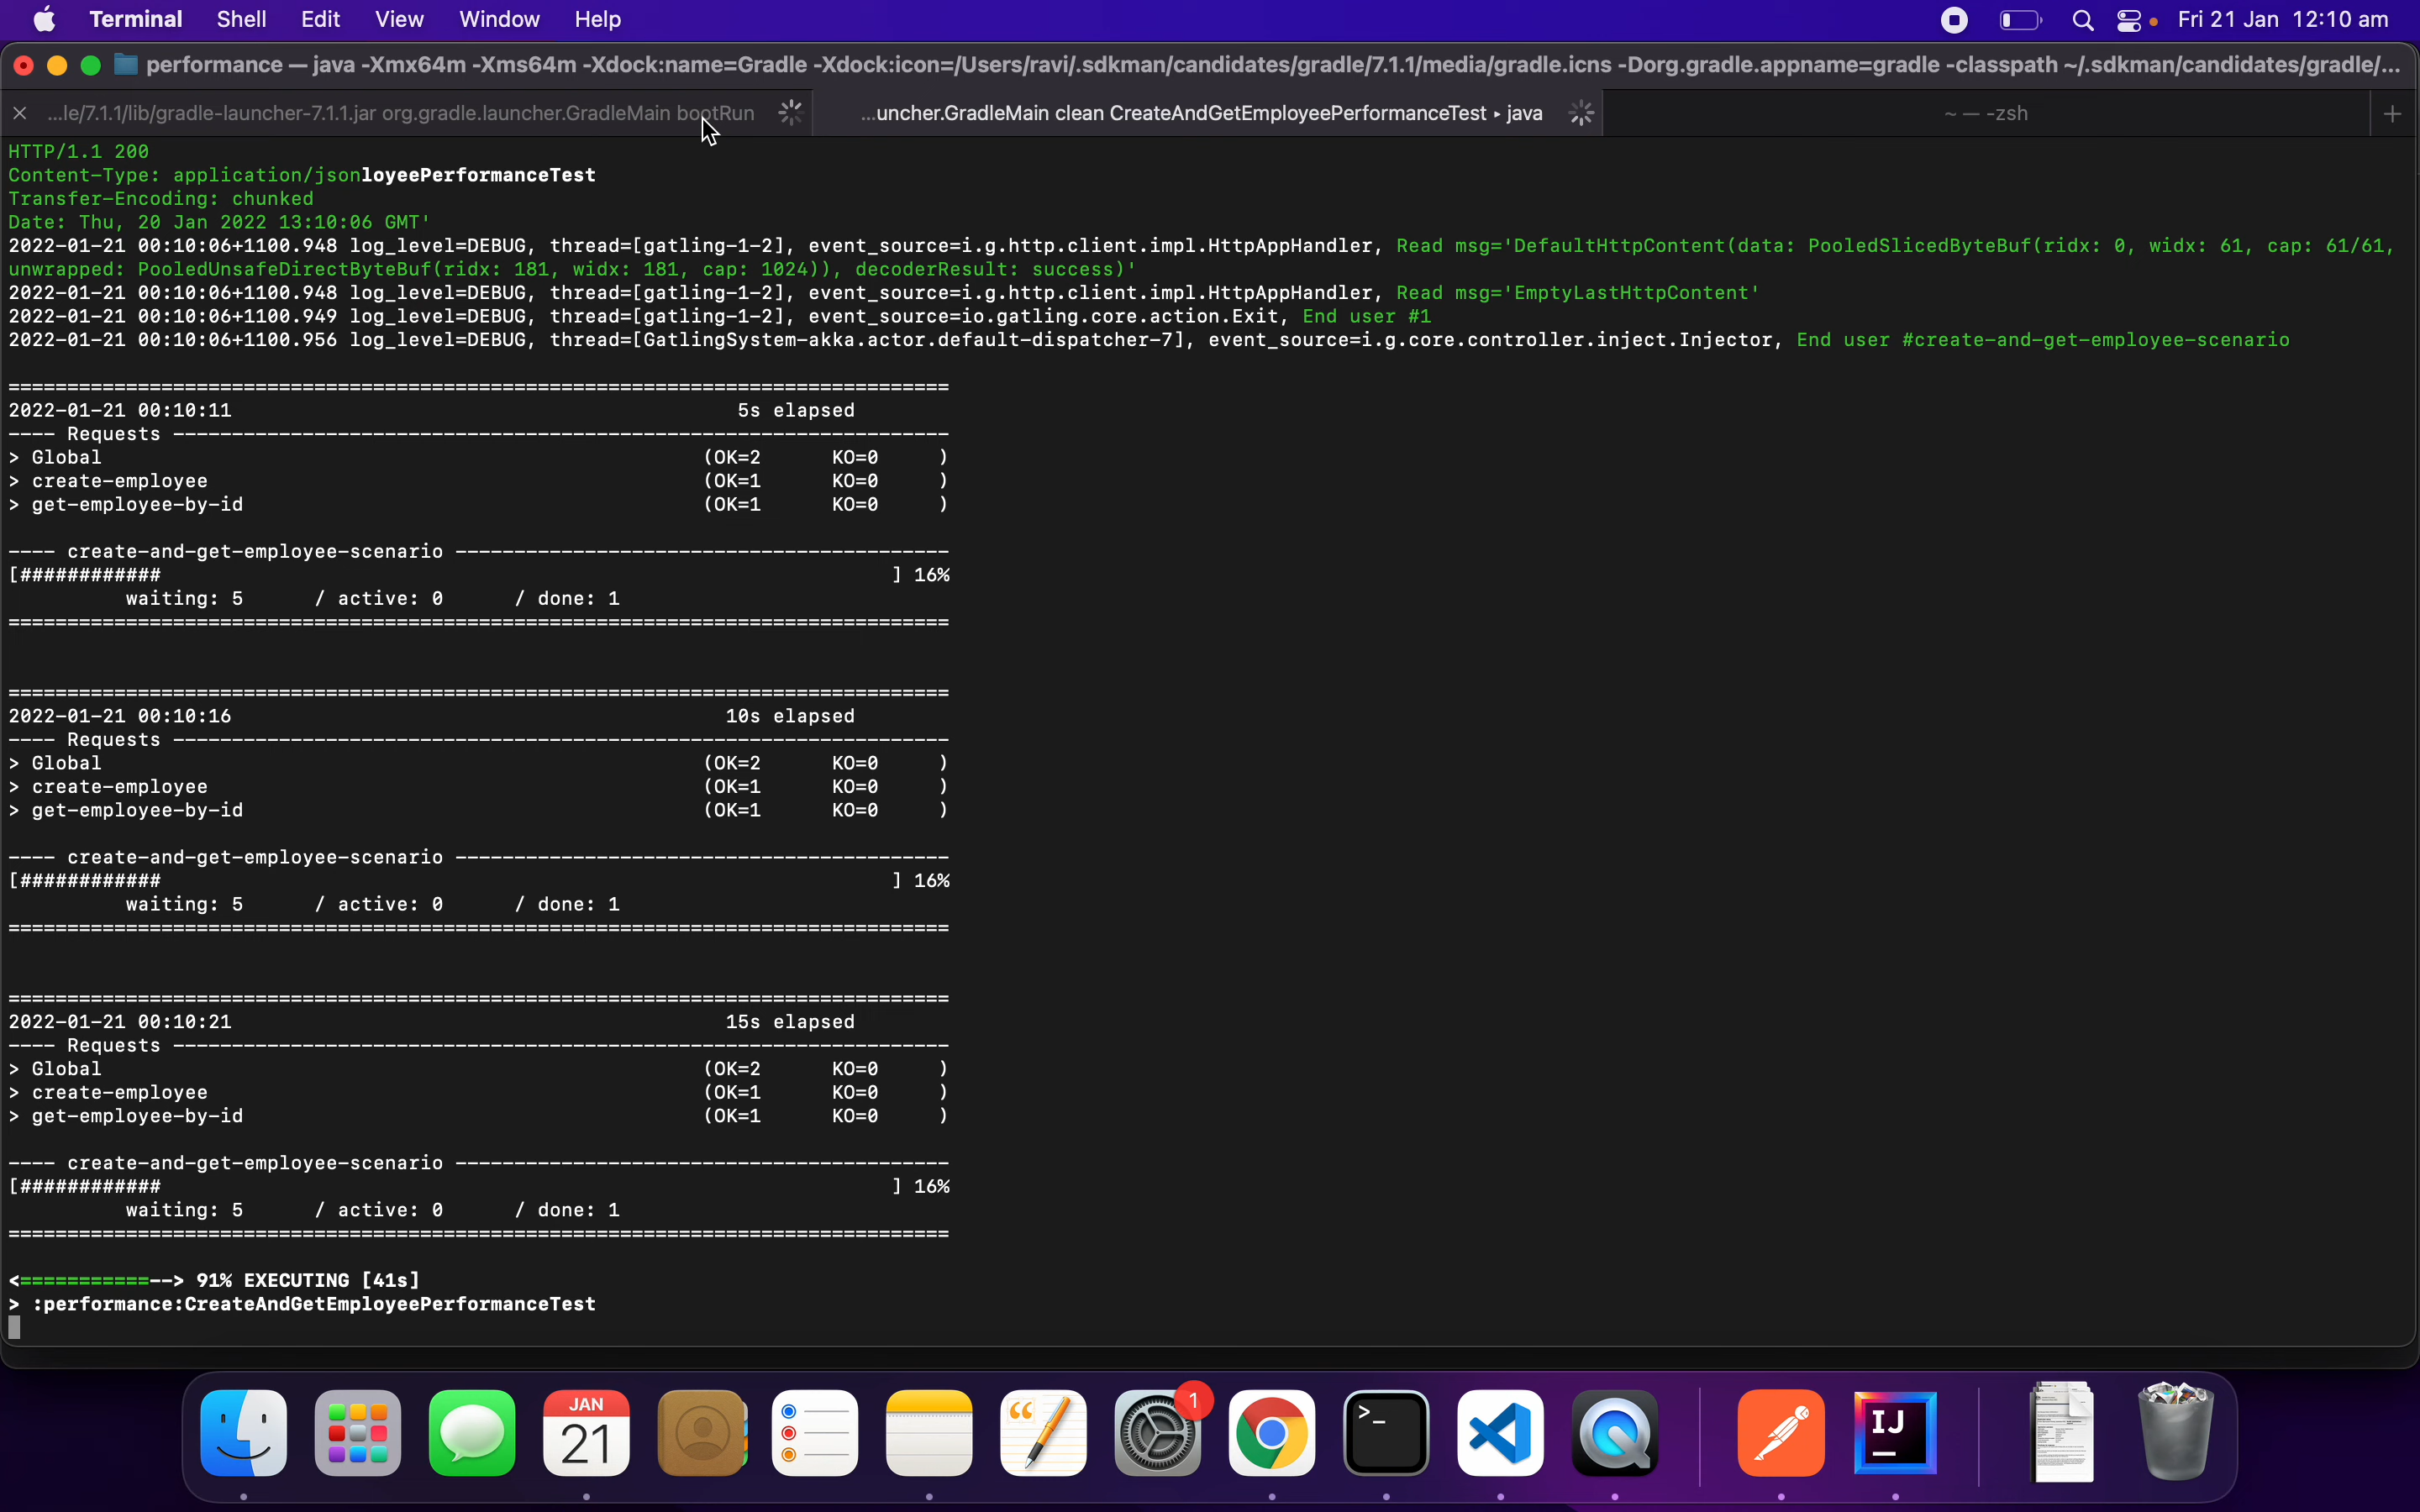 Terminal Shell Edit View Window Help Fri 21 Jan 12:10 am
performance — java -Xmx64m -Xms64m -Xdock:name=Gradle -Xdock:icon=/Users/ravi/.sdkman/candidates/gradle/7.1.1/media/gradle.icns -Dorg.gradle.appname=gradle -classpath ~/.sdkman/candidates/gradle/...
...le/7.1.1/lib/gradle-launcher-7.1.1.jar org.gradle.launcher.GradleMain bootRun ...uncher.GradleMain clean CreateAndGetEmployeePerformanceTest ▸ java ~ — -zsh +
HTTP/1.1 200
Content-Type: application/jsonloyeePerformanceTest
Transfer-Encoding: chunked
Date: Thu, 20 Jan 2022 13:10:06 GMT'
2022-01-21 00:10:06+1100.948 log_level=DEBUG, thread=[gatling-1-2], event_source=i.g.http.client.impl.HttpAppHandler, Read msg='DefaultHttpContent(data: PooledSlicedByteBuf(ridx: 0, widx: 61, cap: 61/61,
unwrapped: PooledUnsafeDirectByteBuf(ridx: 181, widx: 181, cap: 1024)), decoderResult: success)'
2022-01-21 00:10:06+1100.948 log_level=DEBUG, thread=[gatling-1-2], event_source=i.g.http.client.impl.HttpAppHandler, Read msg='EmptyLastHttpContent'
2022-01-21 00:10:06+1100.949 log_level=DEBUG, thread=[gatling-1-2], event_source=io.gatling.core.action.Exit, End user #1
2022-01-21 00:10:06+1100.956 log_level=DEBUG, thread=[GatlingSystem-akka.actor.default-dispatcher-7], event_source=i.g.core.controller.inject.Injector, End user #create-and-get-employee-scenario
================================================================================
2022-01-21 00:10:11 5s elapsed
---- Requests ------------------------------------------------------------------
> Global (OK=2 KO=0 )
> create-employee (OK=1 KO=0 )
> get-employee-by-id (OK=1 KO=0 )
---- create-and-get-employee-scenario ------------------------------------------
[############ ] 16%
waiting: 5 / active: 0 / done: 1
================================================================================
================================================================================
2022-01-21 00:10:16 10s elapsed
---- Requests ------------------------------------------------------------------
> Global (OK=2 KO=0 )
> create-employee (OK=1 KO=0 )
> get-employee-by-id (OK=1 KO=0 )
---- create-and-get-employee-scenario ------------------------------------------
[############ ] 16%
waiting: 5 / active: 0 / done: 1
================================================================================
================================================================================
2022-01-21 00:10:21 15s elapsed
---- Requests ------------------------------------------------------------------
> Global (OK=2 KO=0 )
> create-employee (OK=1 KO=0 )
> get-employee-by-id (OK=1 KO=0 )
---- create-and-get-employee-scenario ------------------------------------------
[############ ] 16%
waiting: 5 / active: 0 / done: 1
================================================================================
<===========--> 91% EXECUTING [41s]
> :performance:CreateAndGetEmployeePerformanceTest
JAN
21
1
>_
IJ